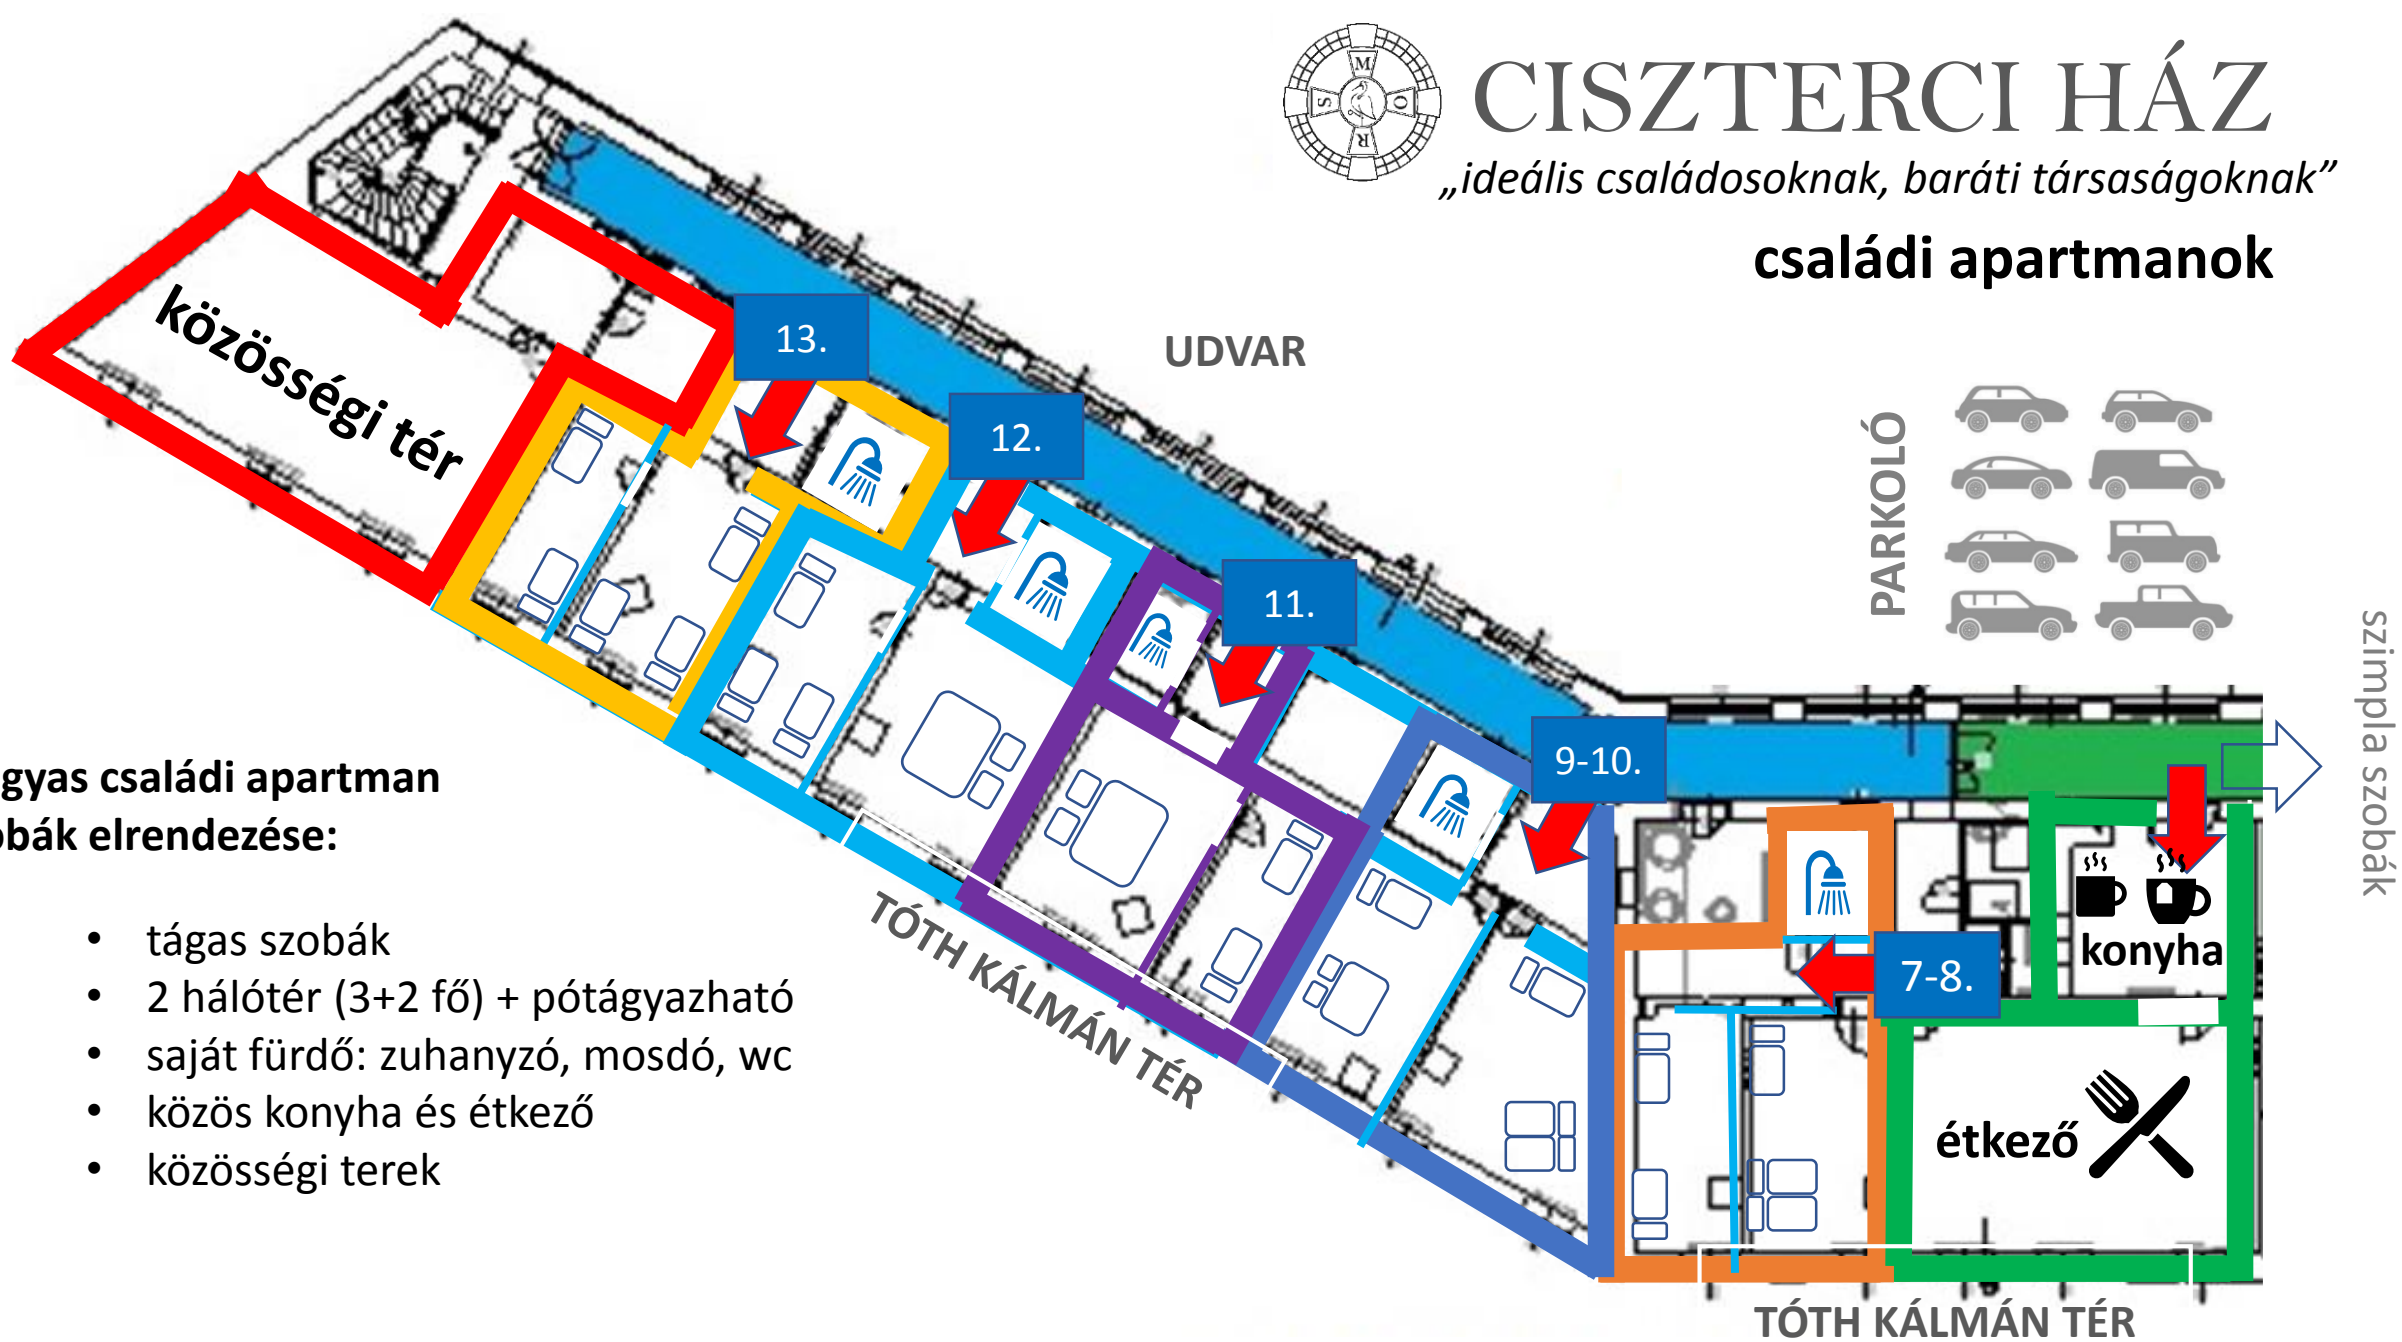 CISZTERCI HÁZ
„ideális családosoknak, baráti társaságoknak”
családi apartmanok
M
O
R
S
UDVAR
PARKOLÓ
szimpla szobák
közösségi tér
13.
12.
11.
9-10.
7-8.
konyha
étkező
TÓTH KÁLMÁN TÉR
TÓTH KÁLMÁN TÉR
gyas családi apartman
obák elrendezése:
• tágas szobák
• 2 hálótér (3+2 fő) + pótágyazható
• saját fürdő: zuhanyzó, mosdó, wc
• közös konyha és étkező
• közösségi terek